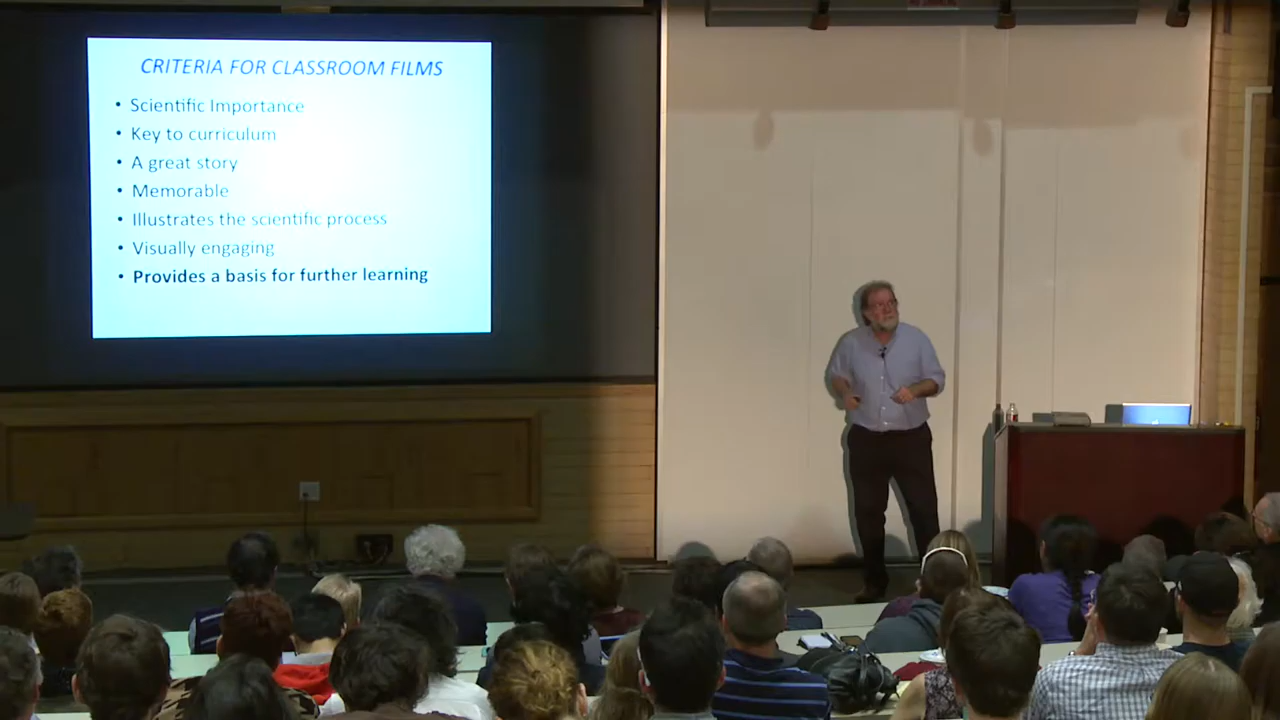 CRITERIA FOR CLASSROOM FILMS
• Scientific Importance
• Key to curriculum
• A great story
• Memorable
• Illustrates the scientific process
• Visually engaging
• Provides a basis for further learning